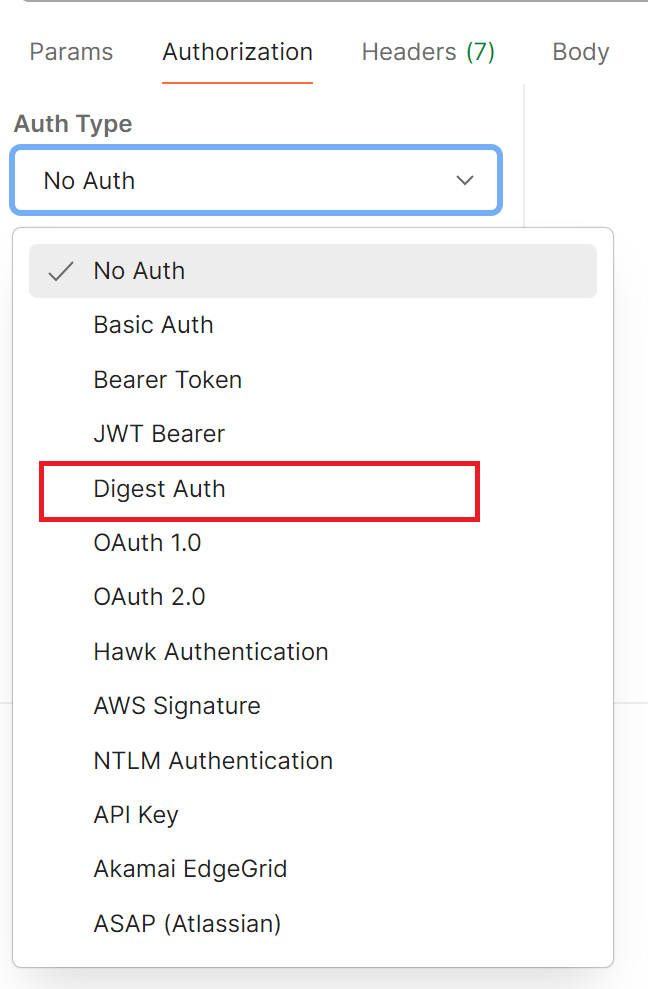 Params Authorization Headers (7) Body
Auth Type
No Auth
No Auth
Basic Auth
Bearer Token
JWT Bearer
Digest Auth
OAuth 1.0
OAuth 2.0
Hawk Authentication
AWS Signature
NTLM Authentication
API Key
Akamai EdgeGrid
ASAP (Atlassian)